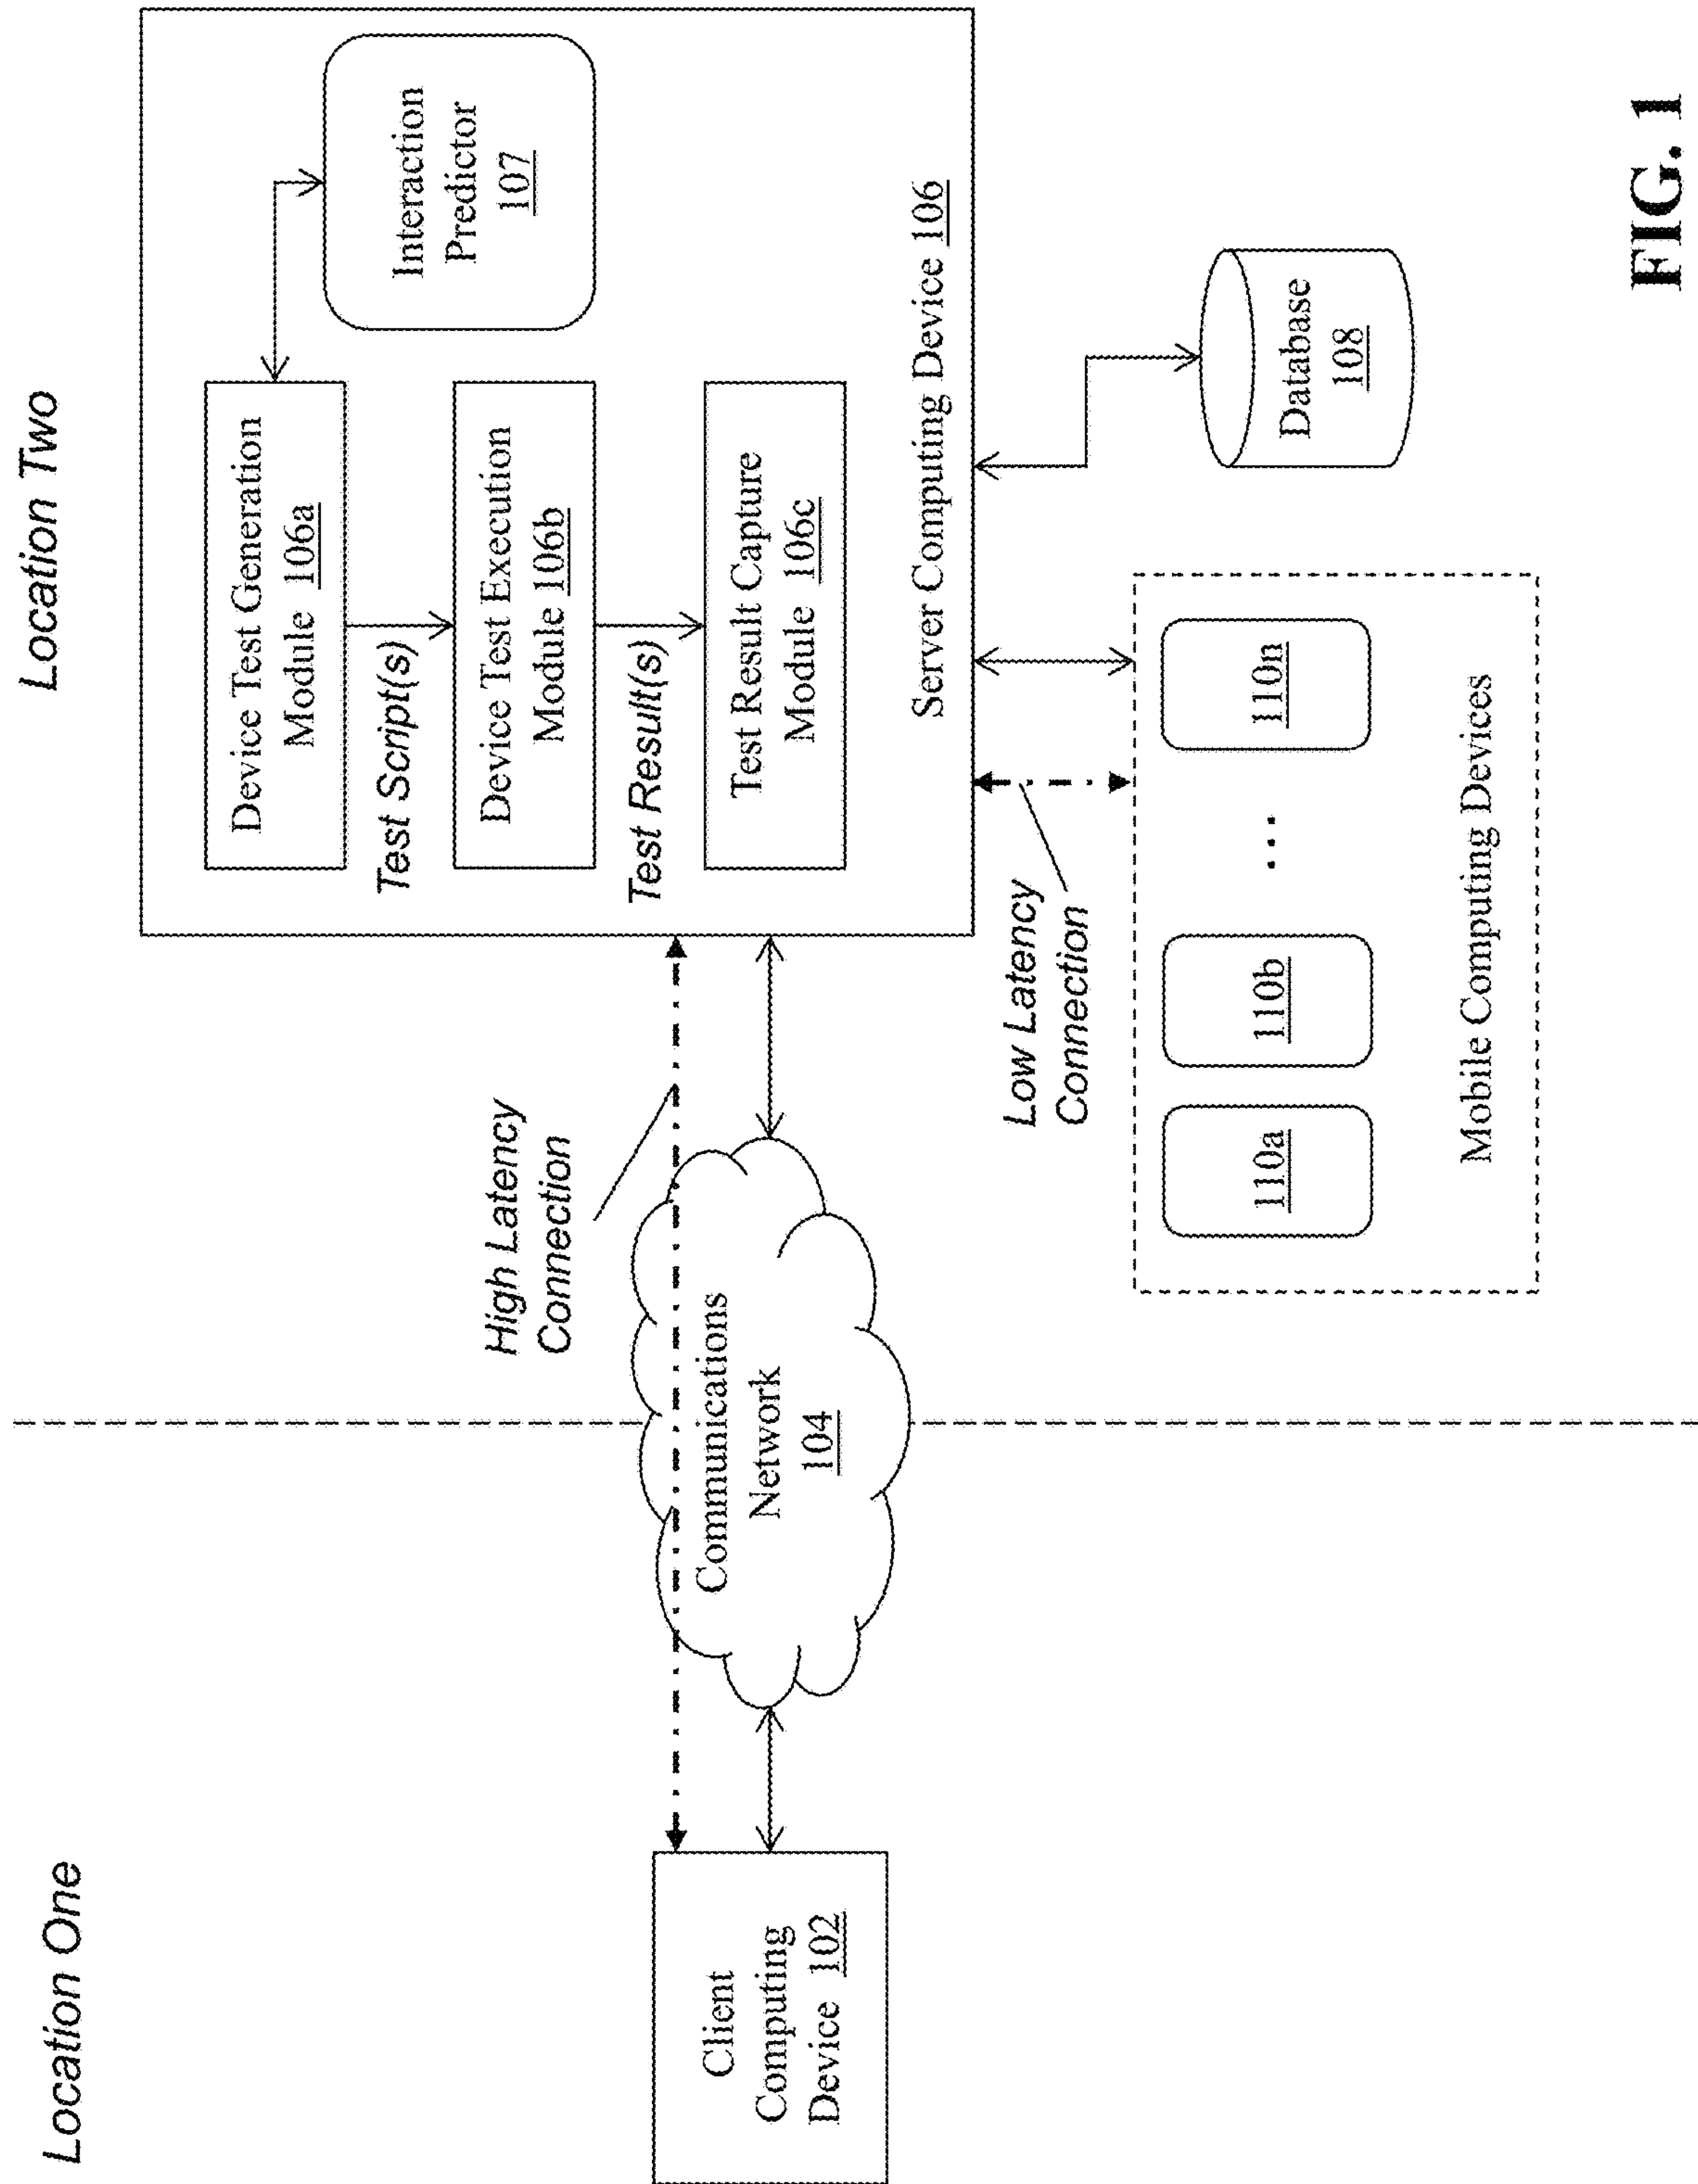 Location One
Location Two
Device Test Generation
Module 106a
Interaction
Predictor
107
Test Script(s)
Device Test Execution
Module 106b
Test Result(s)
Test Result Capture
Module 106c
Server Computing Device 106
High Latency
Connection
Client
Computing
Device 102
Communications
Network
104
Low Latency
Connection
Database
108
110a
110b
...
110n
Mobile Computing Devices
FIG. 1